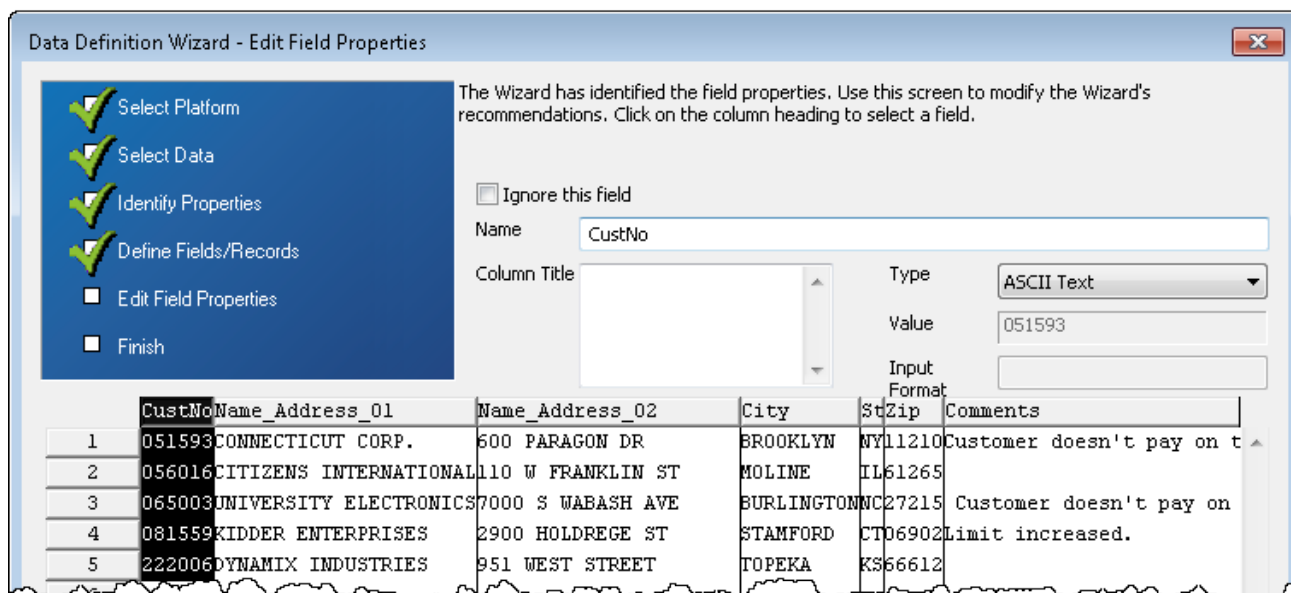 Data Definition Wizard - Edit Field Properties
Select Platform
Select Data
Identify Properties
Define Fields/Records
Edit Field Properties
Finish
The Wizard has identified the field properties. Use this screen to modify the Wizard's
recommendations. Click on the column heading to select a field.
Ignore this field
Name CustNo
Column Title
Type ASCII Text
Value 051593
Input
Format
CustNo Name_Address_01 Name_Address_02 City St Zip Comments
1 051593 CONNECTICUT CORP. 600 PARAGON DR BROOKLYN NY 11210 Customer doesn't pay on t
2 056016 CITIZENS INTERNATIONAL 110 W FRANKLIN ST MOLINE IL 61265
3 065003 UNIVERSITY ELECTRONICS 7000 S WABASH AVE BURLINGTON NC 27215 Customer doesn't pay on
4 081559 KIDDER ENTERPRISES 2900 HOLDREGE ST STAMFORD CT 06902 Limit increased.
5 222006 DYNAMIX INDUSTRIES 951 WEST STREET TOPEKA KS 66612